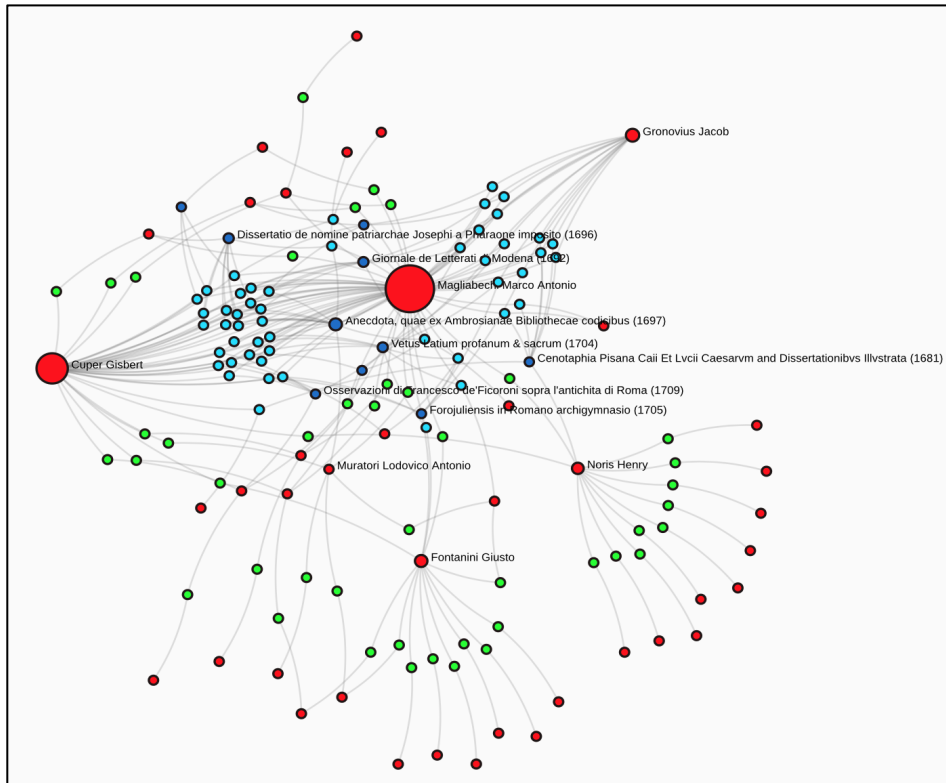 Gronovius Jacob
Dissertatio de nomine patriarchae Josephi a Pharaone imposito (1696)
Giornale de Letterati di Modena (1692)
Magliabechi Marco Antonio
Anecdota, quae ex Ambrosianae Bibliothecae codisibus (1697)
Vetus Latium profanum & sacrum (1704)
Cenotaphia Pisana Caii Et Lvcii Caesarvm and Dissertationibvs Illvstrata (1681)
Cuper Gisbert
Osservazioni di Francesco de'Ficoroni sopra l'antichita di Roma (1709)
Forojuliensis in Romano archigymnasio (1705)
Muratori Lodovico Antonio
Noris Henry
Fontanini Giusto